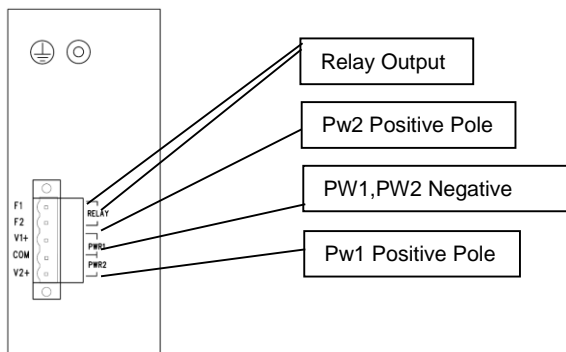 Relay Output
Pw2 Positive Pole
PW1,PW2 Negative
Pw1 Positive Pole
F1
F2
V1+
COM
V2+
RELAY
PWR1
PWR2